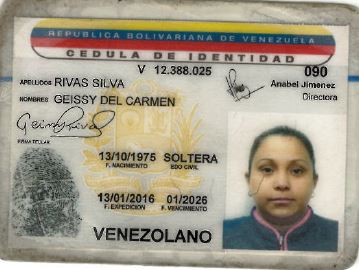 REPUBLICA BOLIVARIANA DE VENEZUELA
CEDULA DE IDENTIDAD
V 12.388.025 090
APELLIDOS RIVAS SILVA
Anabel Jimenez
Directora
NOMBRES GEISSY DEL CARMEN
FIRMA TITULAR
13/10/1975 SOLTERA
F. NACIMIENTO EDO CIVIL
13/01/2016 01/2026
F. EXPEDICION F. VENCIMIENTO
VENEZOLANO